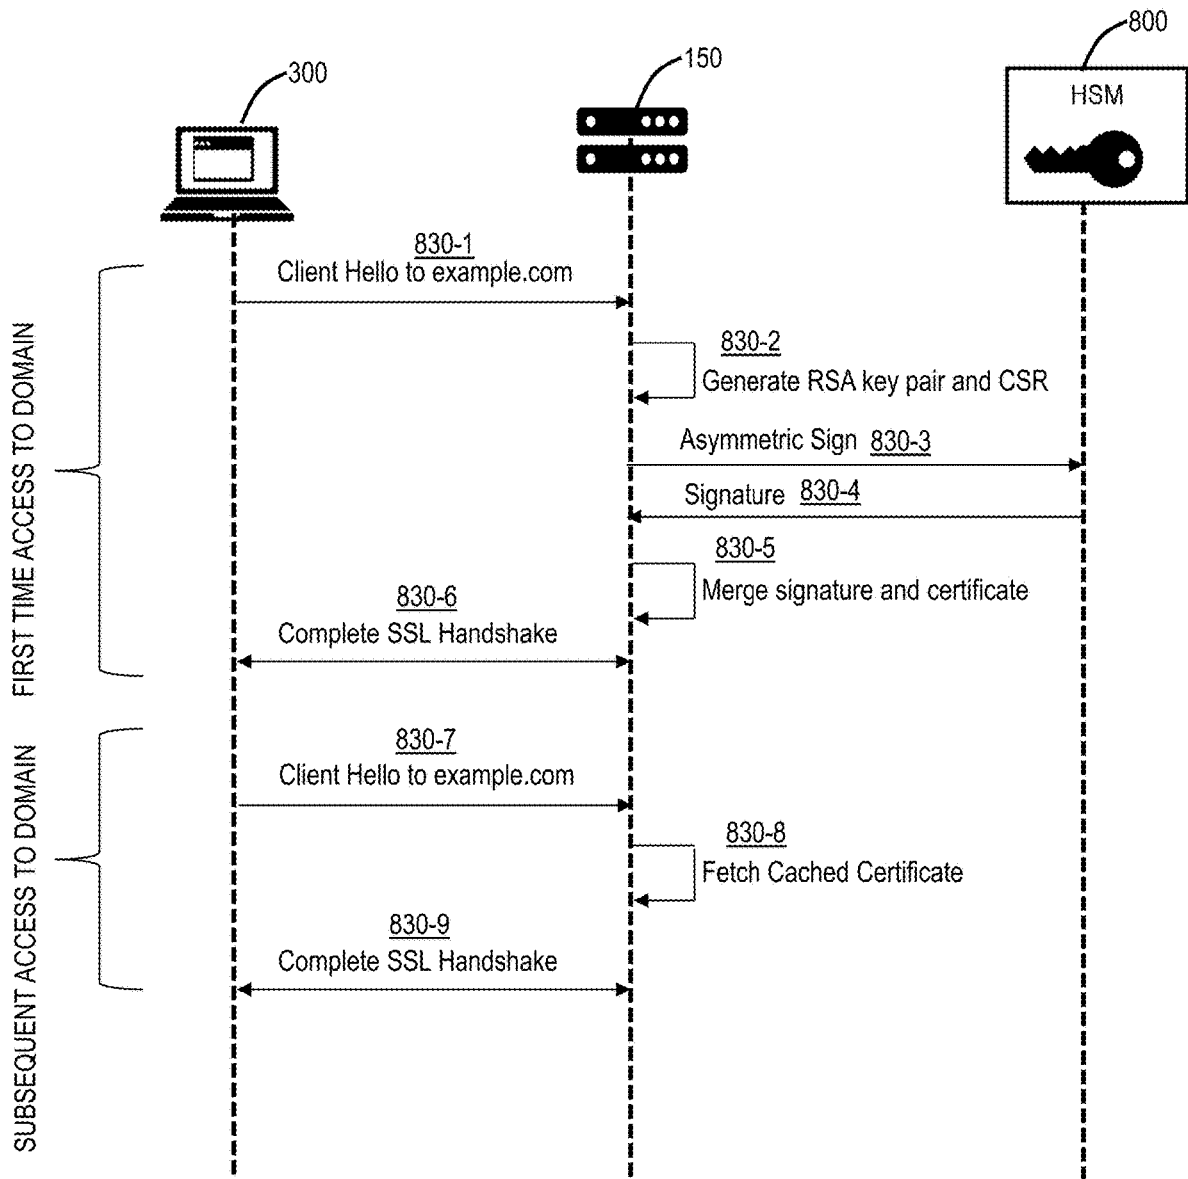 300
150
800
HSM
830-1
Client Hello to example.com
830-2
Generate RSA key pair and CSR
Asymmetric Sign 830-3
Signature 830-4
830-5
Merge signature and certificate
830-6
Complete SSL Handshake
FIRST TIME ACCESS TO DOMAIN
830-7
Client Hello to example.com
830-8
Fetch Cached Certificate
830-9
Complete SSL Handshake
SUBSEQUENT ACCESS TO DOMAIN